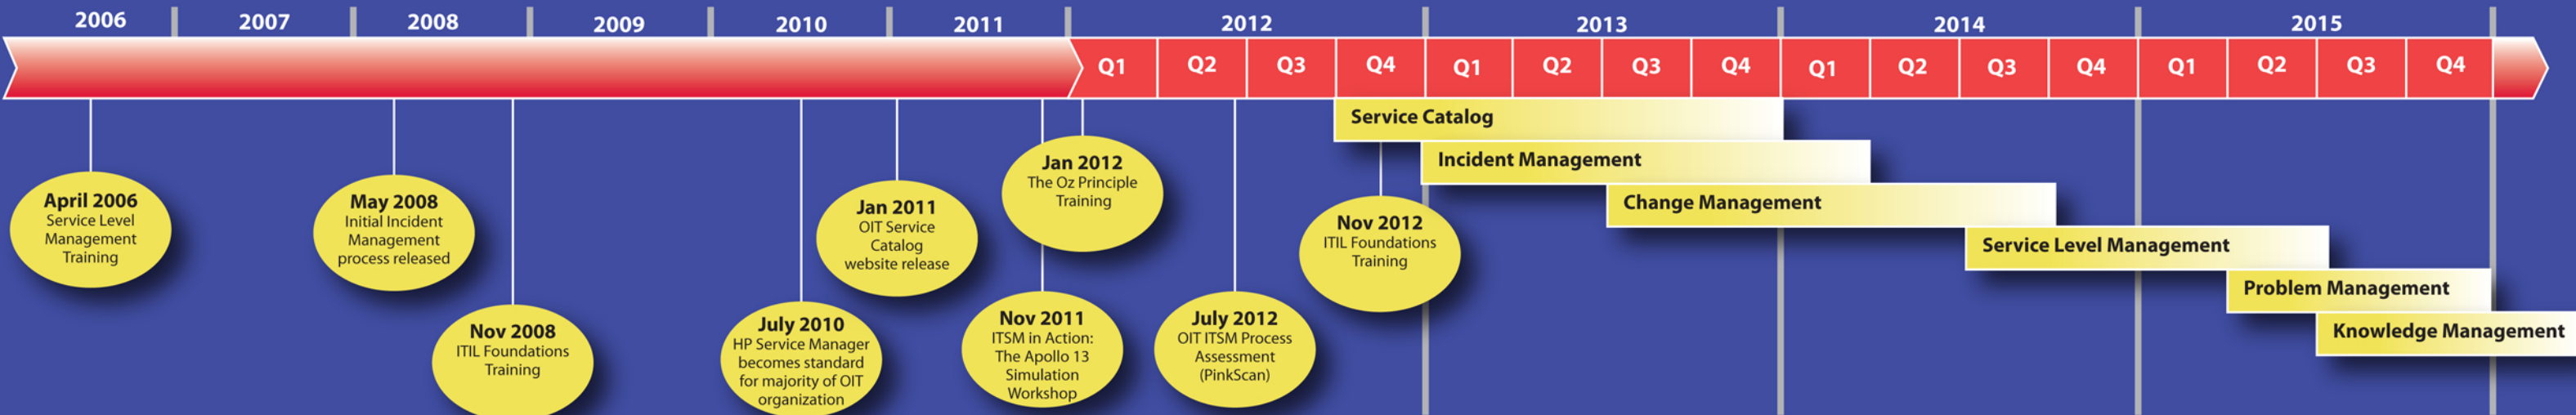 2006
2007
2008
2009
2010
2011
2012
2013
2014
2015
Q1
Q2
Q3
Q4
Q1
Q2
Q3
Q4
Q1
Q2
Q3
Q4
Q1
Q2
Q3
Q4
April 2006
Service Level
Management
Training
May 2008
Initial Incident
Management
process released
Nov 2008
ITIL Foundations
Training
July 2010
HP Service Manager
becomes standard
for majority of OIT
organization
Jan 2011
OIT Service
Catalog
website release
Nov 2011
ITSM in Action:
The Apollo 13
Simulation
Workshop
Jan 2012
The Oz Principle
Training
July 2012
OIT ITSM Process
Assessment
(PinkScan)
Nov 2012
ITIL Foundations
Training
Service Catalog
Incident Management
Change Management
Service Level Management
Problem Management
Knowledge Management